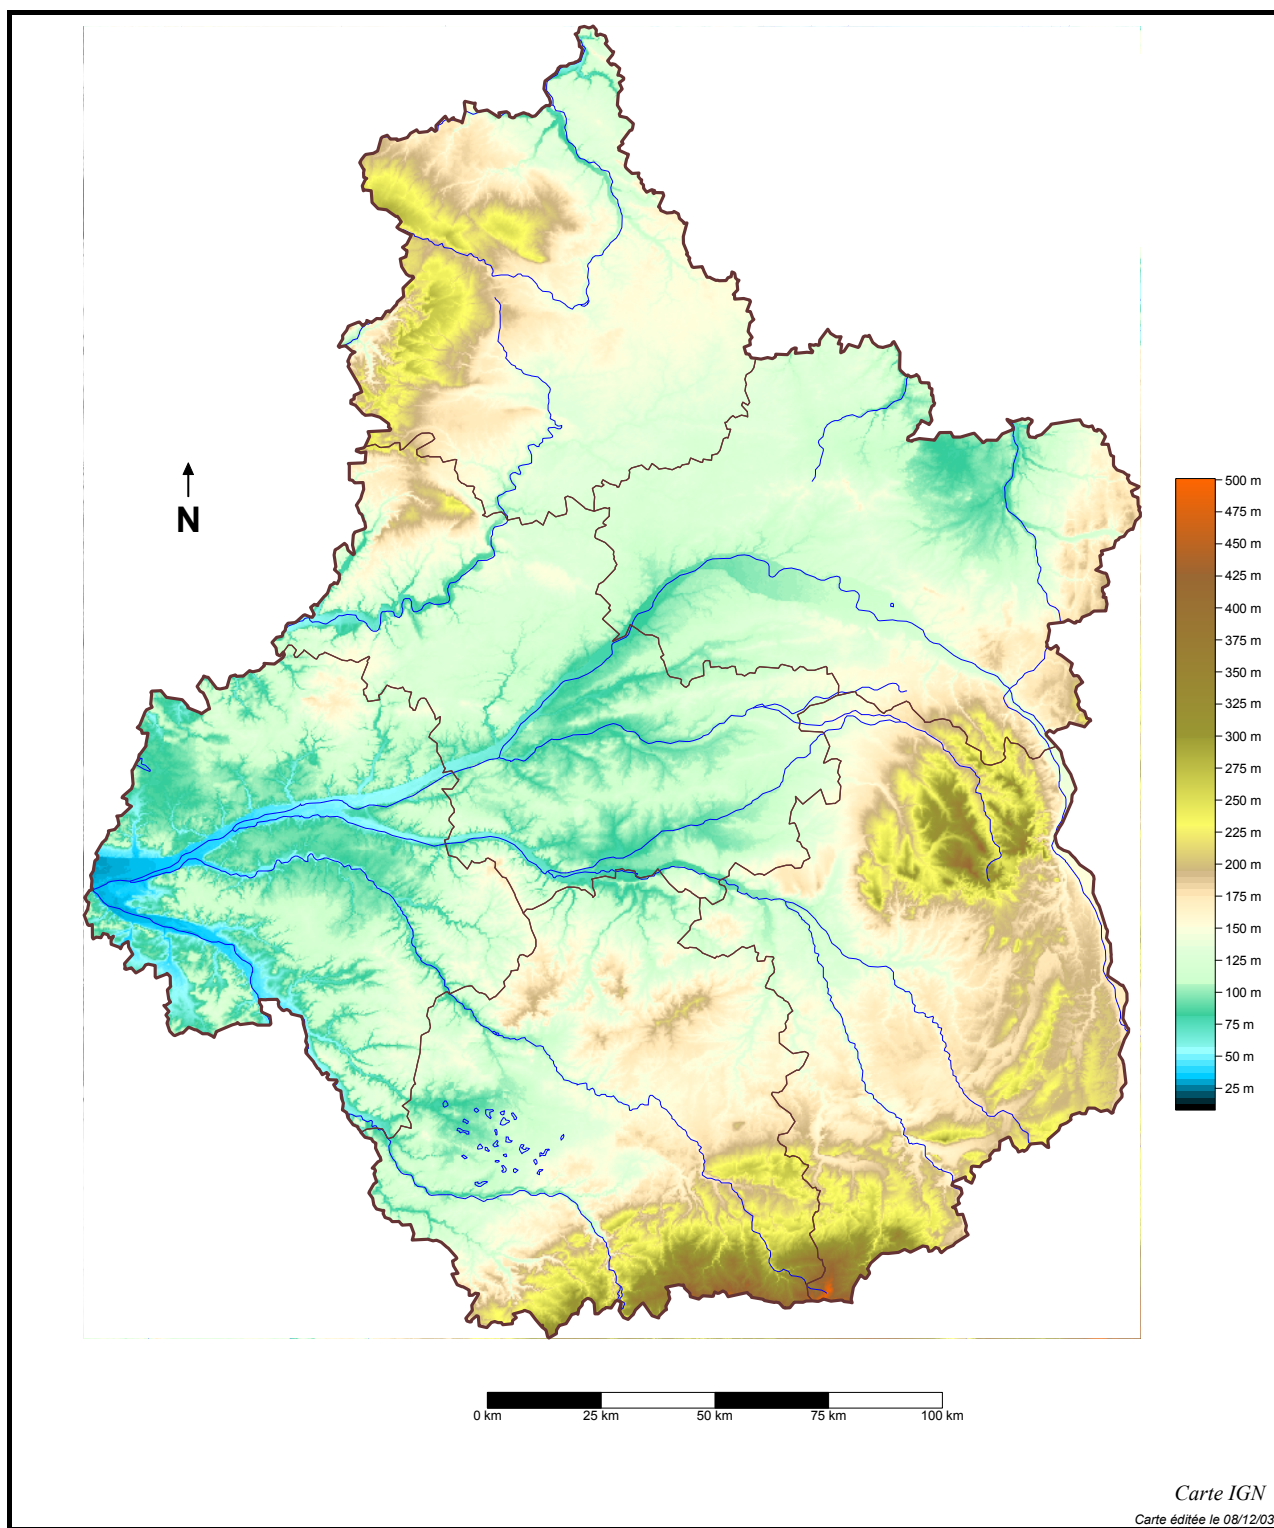 N
500 m
475 m
450 m
425 m
400 m
375 m
350 m
325 m
300 m
275 m
250 m
225 m
200 m
175 m
150 m
125 m
100 m
75 m
50 m
25 m
0 km 25 km 50 km 75 km 100 km
Carte IGN
Carte éditée le 08/12/03